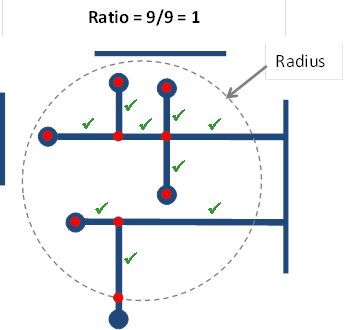 Ratio = 9/9 = 1
Radius